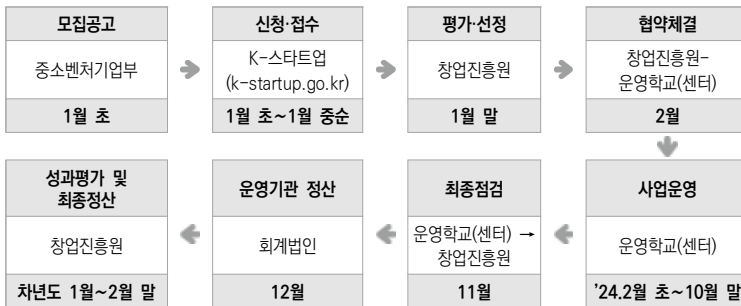 모집공고
중소벤처기업부
1월 초
신청·접수
K-스타트업
(k-startup.go.kr)
1월 초~1월 중순
평가·선정
창업진흥원
1월 말
협약체결
창업진흥원-
운영학교(센터)
2월
사업운영
운영학교(센터)
’24.2월 초~10월 말
최종점검
운영학교(센터) →
창업진흥원
11월
운영기관 정산
회계법인
12월
성과평가 및
최종정산
창업진흥원
차년도 1월~2월 말